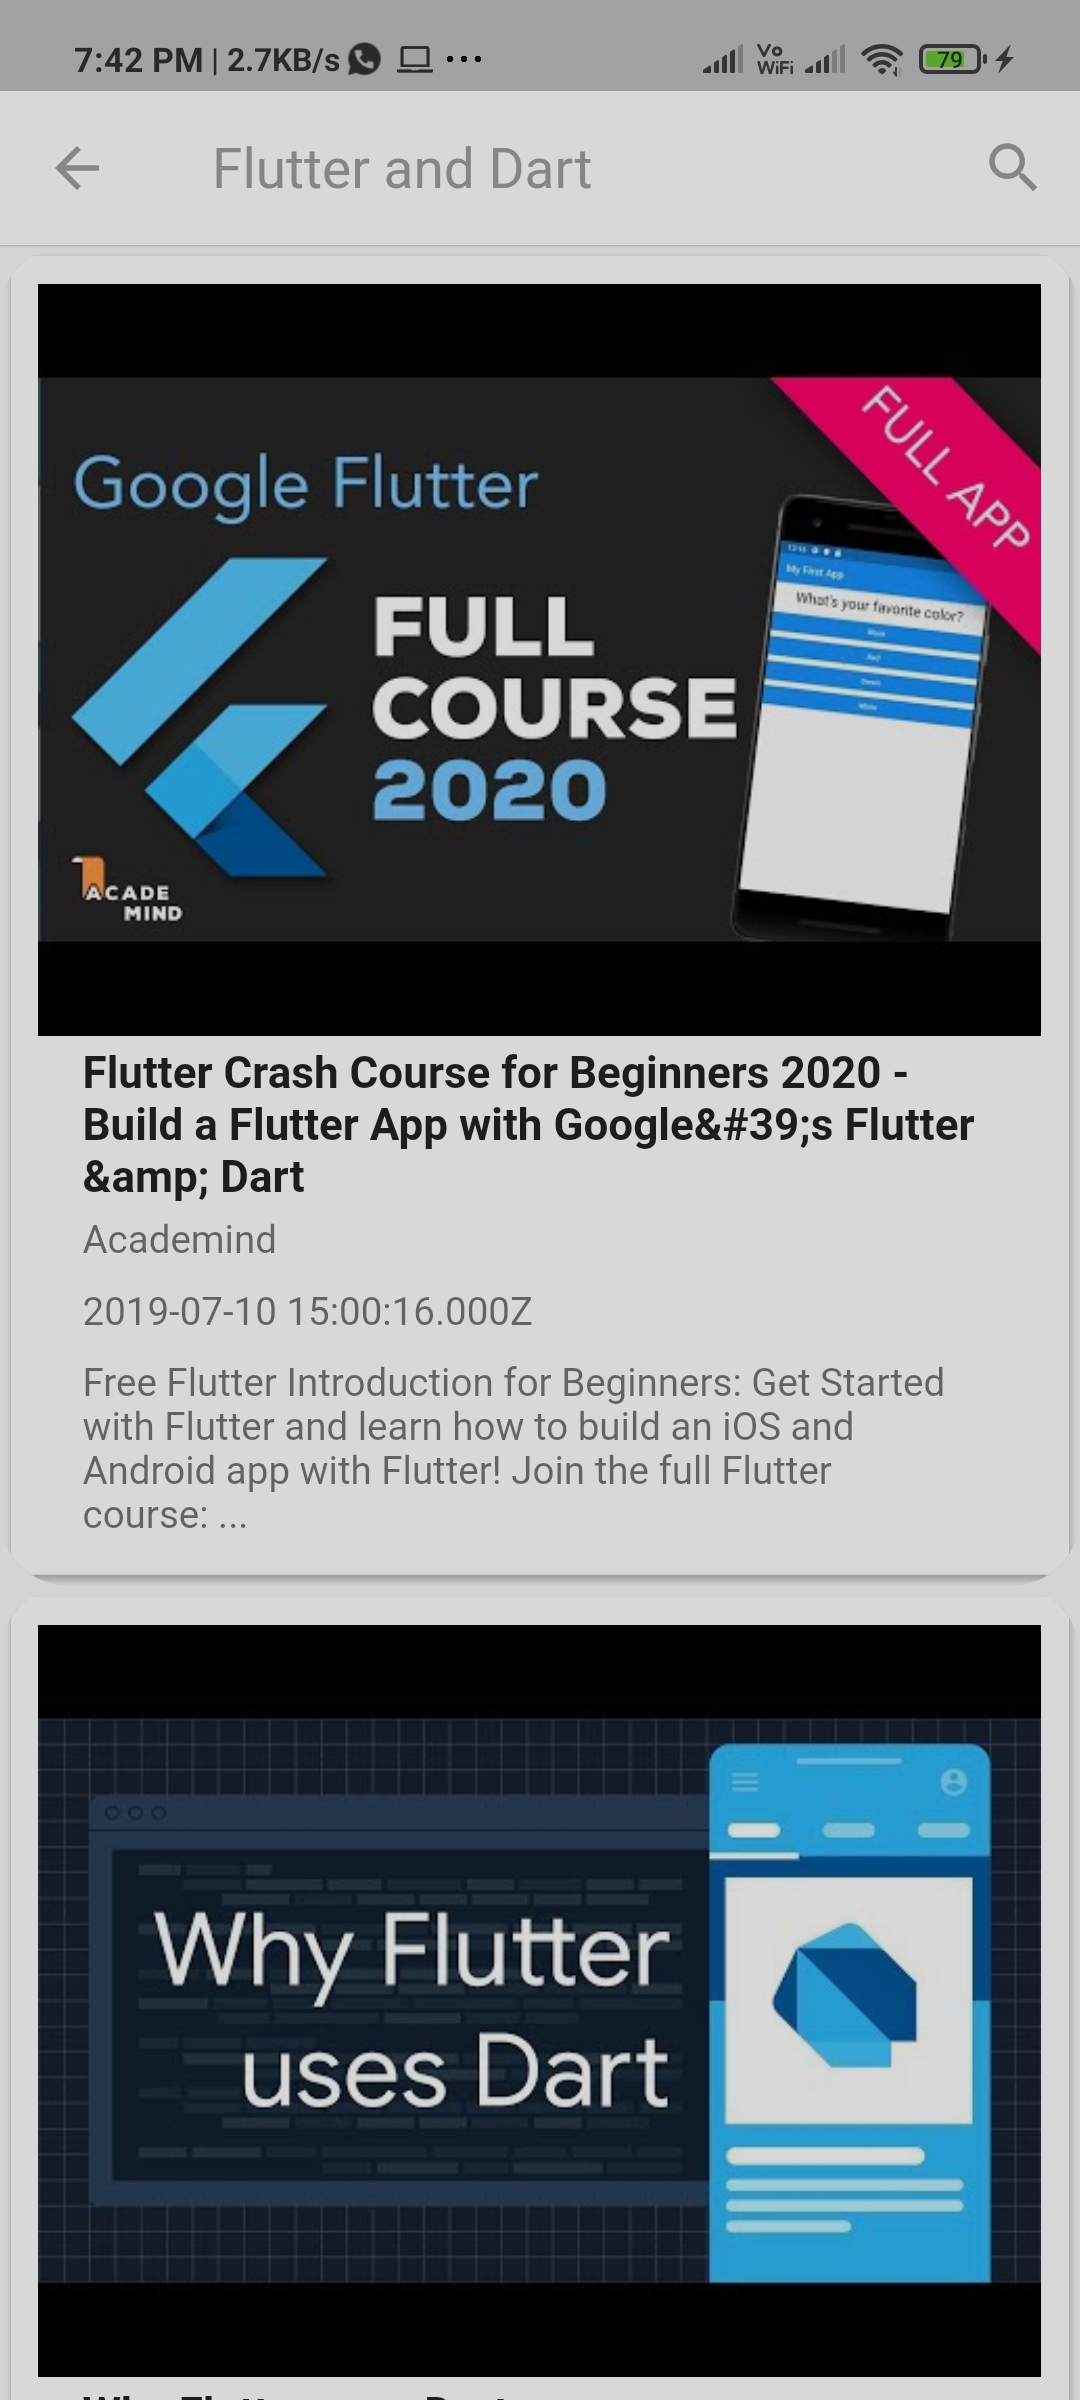 7:42 PM | 2.7KB/s
Vo
WiFi
79
Flutter and Dart
FULL APP
Google Flutter
FULL
COURSE
2020
My First App
What's your favorite color?
ACADE
MIND
Flutter Crash Course for Beginners 2020 -
Build a Flutter App with Google&#39;s Flutter
&amp; Dart
Academind
2019-07-10 15:00:16.000Z
Free Flutter Introduction for Beginners: Get Started
with Flutter and learn how to build an iOS and
Android app with Flutter! Join the full Flutter
course: ...
Why Flutter
uses Dart